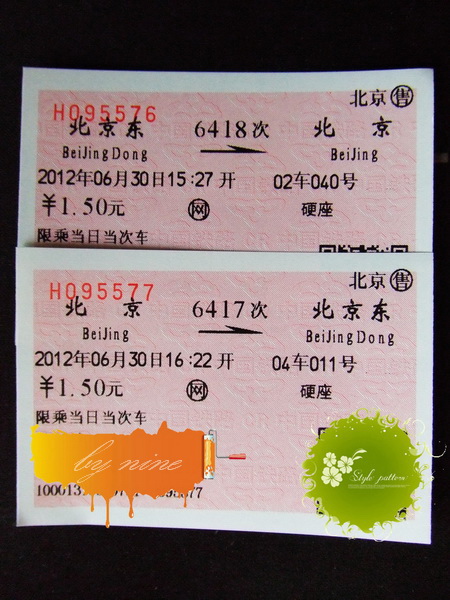 北京 售
H095576
北京东 6418次 北京
BeiJingDong BeiJing
2012年06月30日15:27开 02车040号
¥1.50元 网 硬座
限乘当日当次车
北京 售
H095577
北京 6417次 北京东
BeiJing BeiJingDong
2012年06月30日16:22开 04车011号
¥1.50元 网 硬座
限乘当日当次车
by nine
Style pattern